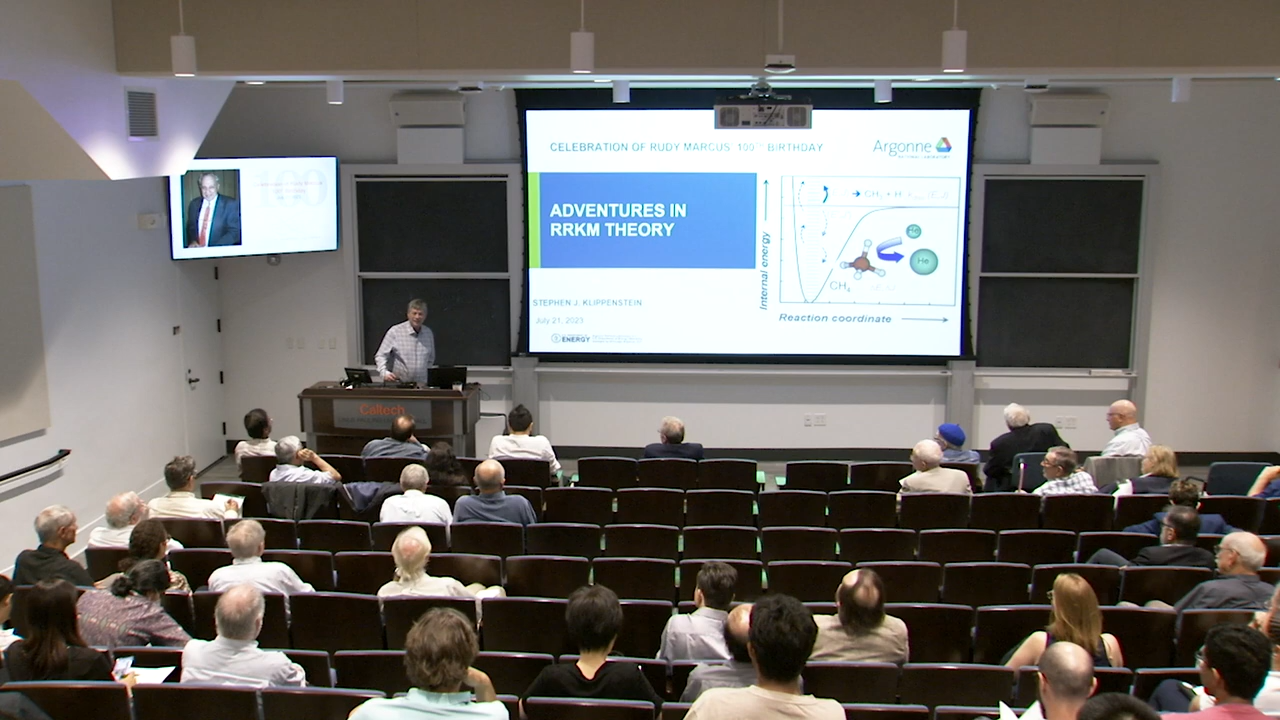 CELEBRATION OF RUDY MARCUS 100TH BIRTHDAY
Argonne
ADVENTURES IN
RRKM THEORY
Internal energy
He
CH4
STEPHEN J. KLIPPENSTEIN
July 21, 2023
Reaction coordinate
ENERGY
Caltech